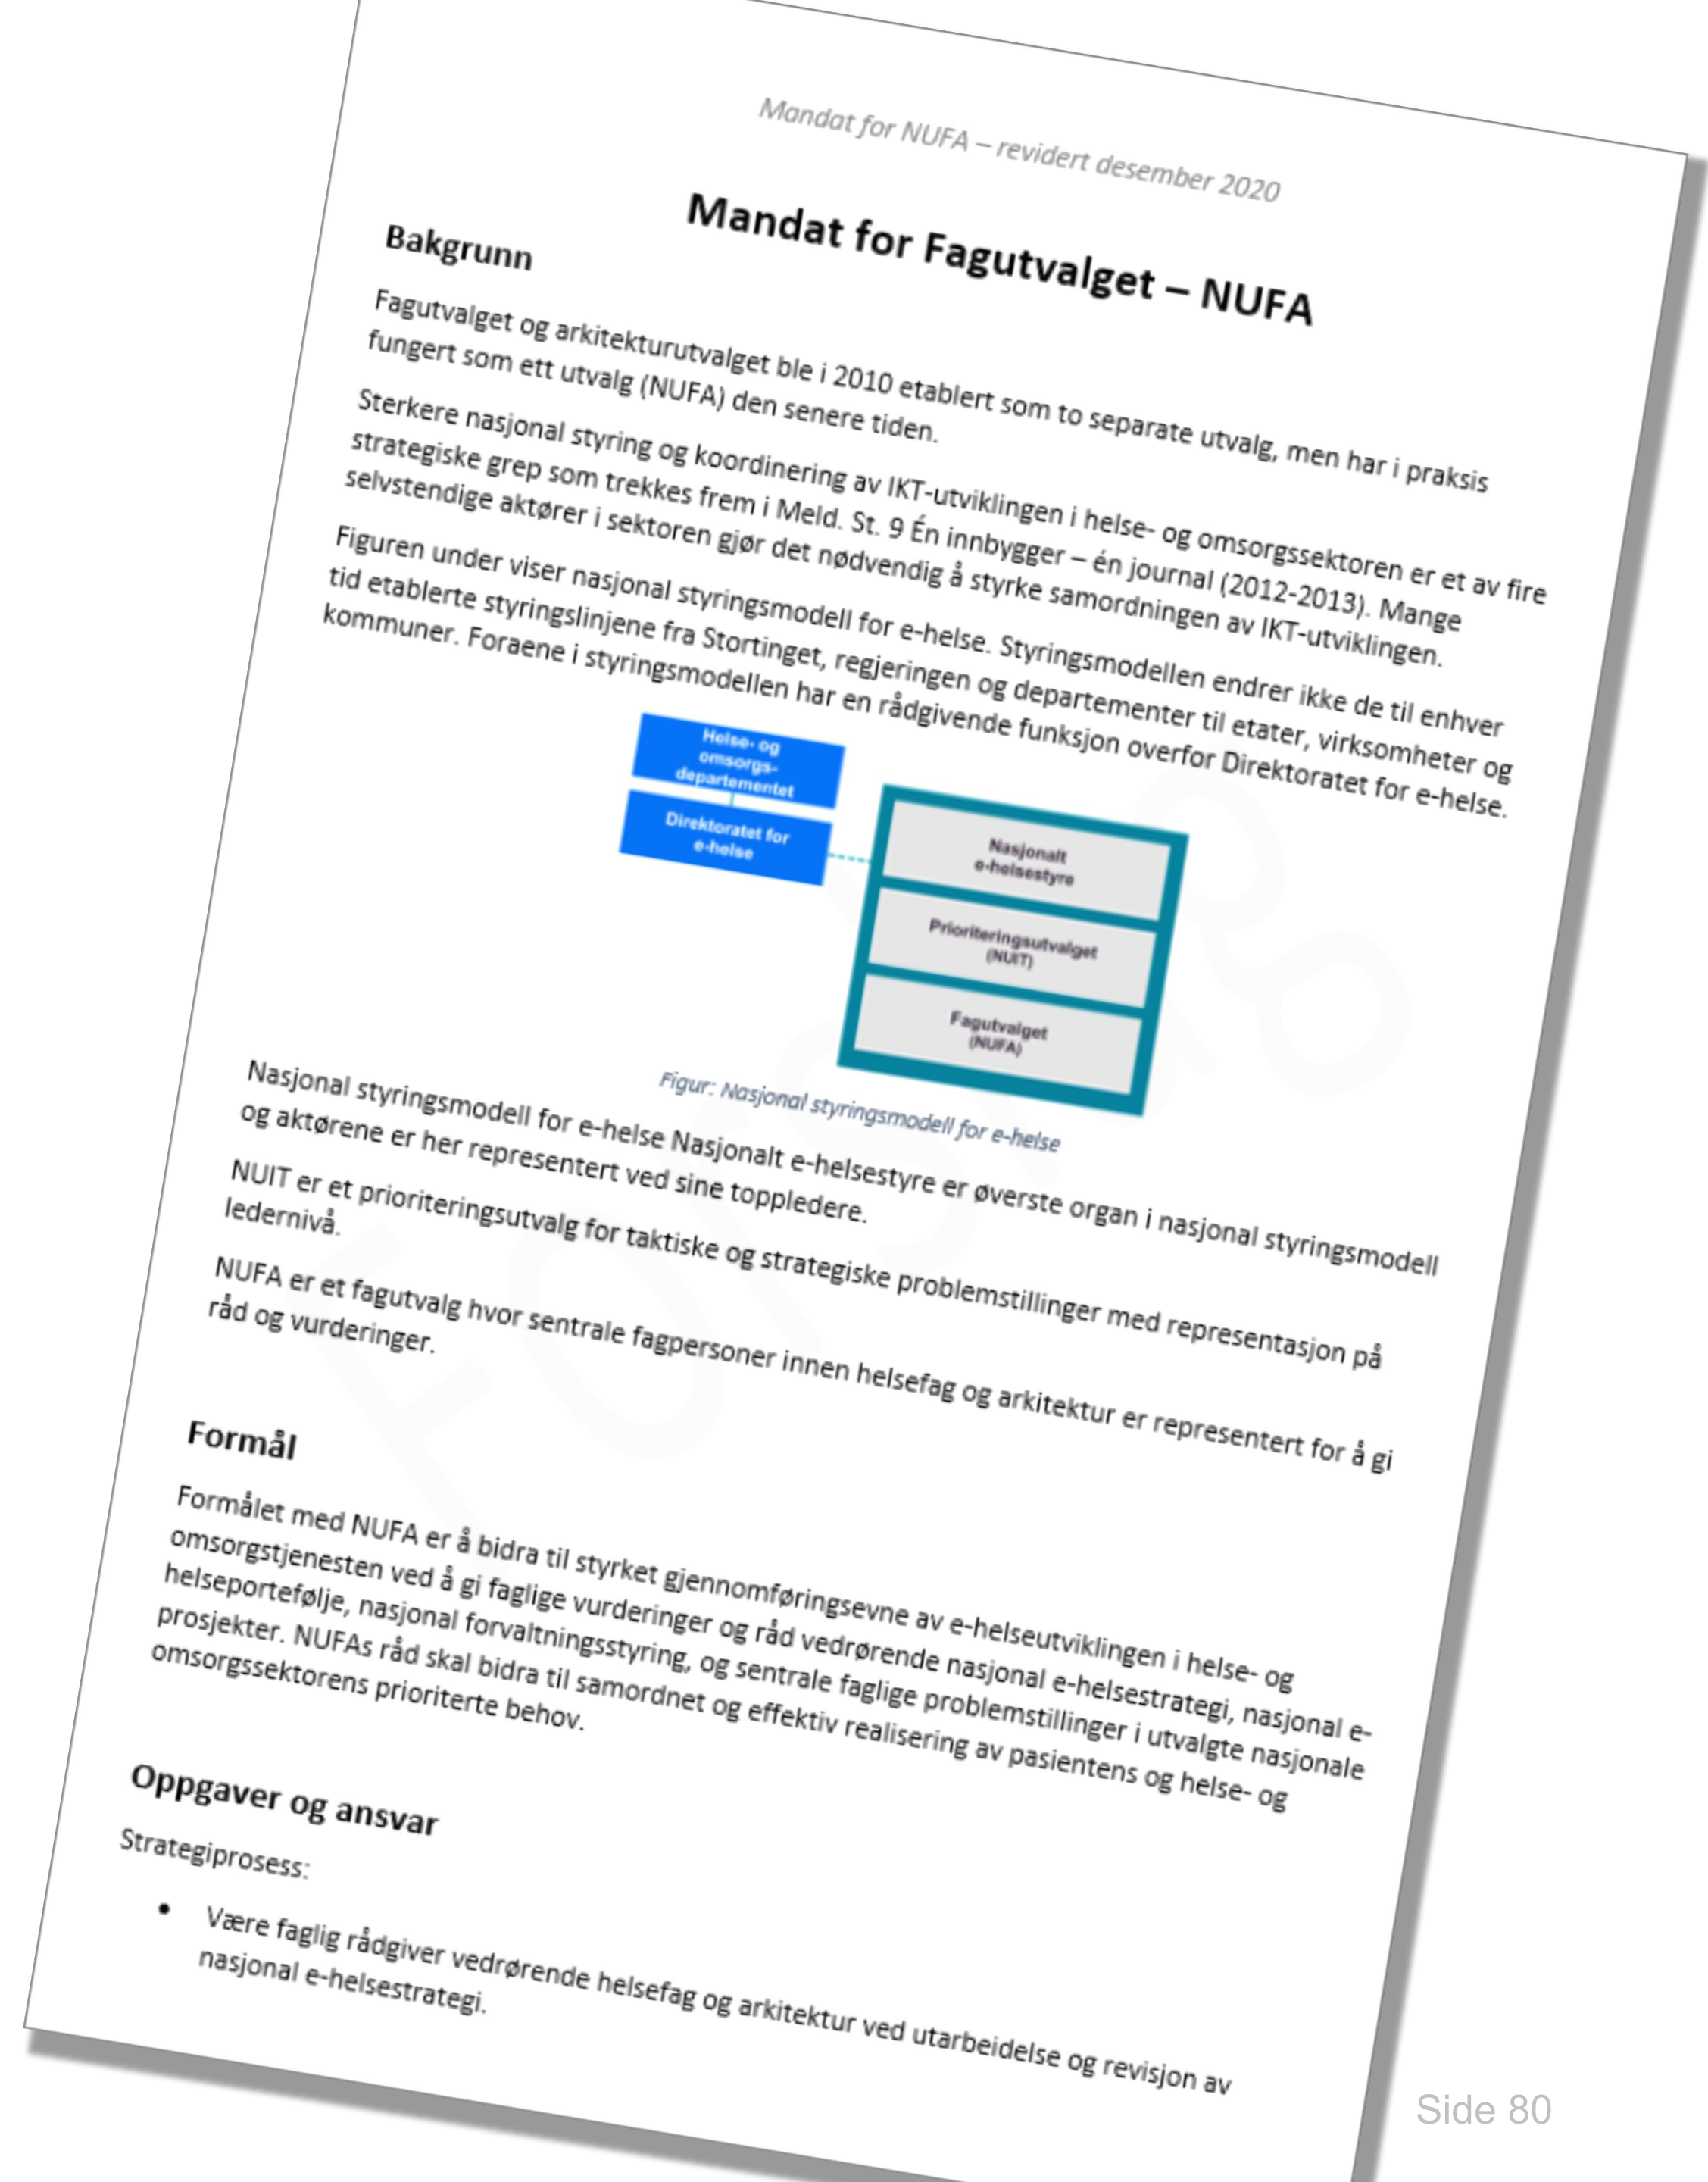 Mandat for NUFA – revidert desember 2020
Mandat for Fagutvalget – NUFA
Bakgrunn
Fagutvalget og arkitekturutvalget ble i 2010 etablert som to separate utvalg, men har i praksis
fungert som ett utvalg (NUFA) den senere tiden.
Sterkere nasjonal styring og koordinering av IKT-utviklingen i helse- og omsorgssektoren er et av fire
strategiske grep som trekkes frem i Meld. St. 9 Én innbygger – én journal (2012-2013). Mange
selvstendige aktører i sektoren gjør det nødvendig å styrke samordningen av IKT-utviklingen.
Figuren under viser nasjonal styringsmodell for e-helse. Styringsmodellen endrer ikke de til enhver
tid etablerte styringslinjene fra Stortinget, regjeringen og departementer til etater, virksomheter og
kommuner. Foraene i styringsmodellen har en rådgivende funksjon overfor Direktoratet for e-helse.
Helse- og
omsorgs-
departementet
Direktoratet for
e-helse
Nasjonalt
e-helsestyre
Prioriteringsutvalget
(NUIT)
Fagutvalget
(NUFA)
Figur: Nasjonal styringsmodell for e-helse
Nasjonal styringsmodell for e-helse Nasjonalt e-helsestyre er øverste organ i nasjonal styringsmodell
og aktørene er her representert ved sine toppledere.
NUIT er et prioriteringsutvalg for taktiske og strategiske problemstillinger med representasjon på
ledernivå.
NUFA er et fagutvalg hvor sentrale fagpersoner innen helsefag og arkitektur er representert for å gi
råd og vurderinger.
Formål
Formålet med NUFA er å bidra til styrket gjennomføringsevne av e-helseutviklingen i helse- og
omsorgstjenesten ved å gi faglige vurderinger og råd vedrørende nasjonal e-helsestrategi, nasjonal e-
helseportefølje, nasjonal forvaltningsstyring, og sentrale faglige problemstillinger i utvalgte nasjonale
prosjekter. NUFAs råd skal bidra til samordnet og effektiv realisering av pasientens og helse- og
omsorgssektorens prioriterte behov.
Oppgaver og ansvar
Strategiprosess:
• Være faglig rådgiver vedrørende helsefag og arkitektur ved utarbeidelse og revisjon av
nasjonal e-helsestrategi.
Side 80